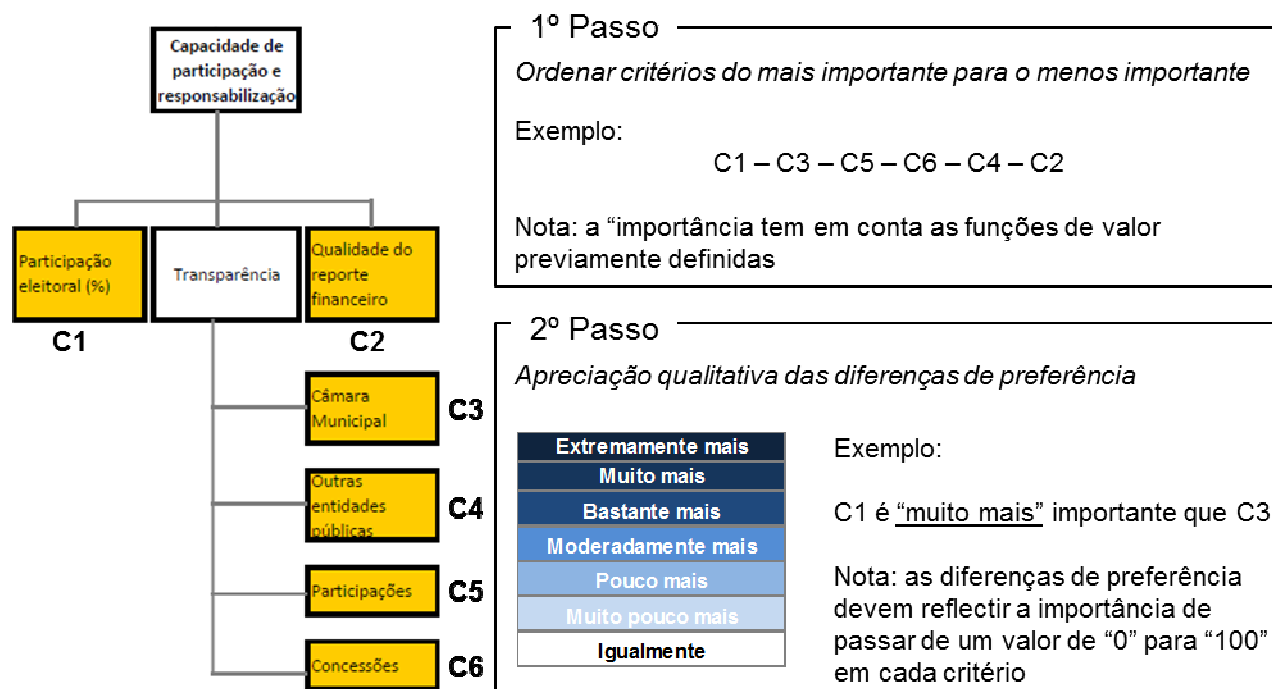 Capacidade de
participação e
responsabilização
Participação
eleitoral (%)
Transparência
Qualidade do
reporte
financeiro
C1
C2
Câmara
Municipal
C3
Outras
entidades
públicas
C4
Participações
C5
Concessões
C6
1º Passo
Ordenar critérios do mais importante para o menos importante
Exemplo:
C1 – C3 – C5 – C6 – C4 – C2
Nota: a “importância tem em conta as funções de valor
previamente definidas
2º Passo
Apreciação qualitativa das diferenças de preferência
Extremamente mais
Muito mais
Bastante mais
Moderadamente mais
Pouco mais
Muito pouco mais
Igualmente
Exemplo:
C1 é “muito mais” importante que C3
Nota: as diferenças de preferência
devem reflectir a importância de
passar de um valor de “0” para “100”
em cada critério